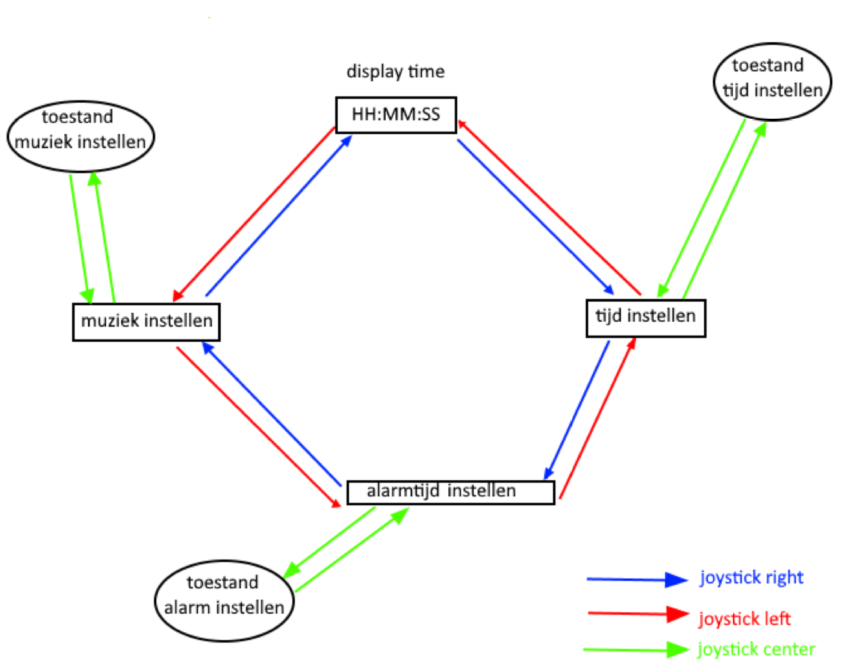 display time
HH:MM:SS
toestand
tijd instellen
toestand
muziek instellen
muziek instellen
tijd instellen
alarmtijd instellen
toestand
alarm instellen
joystick right
joystick left
joystick center